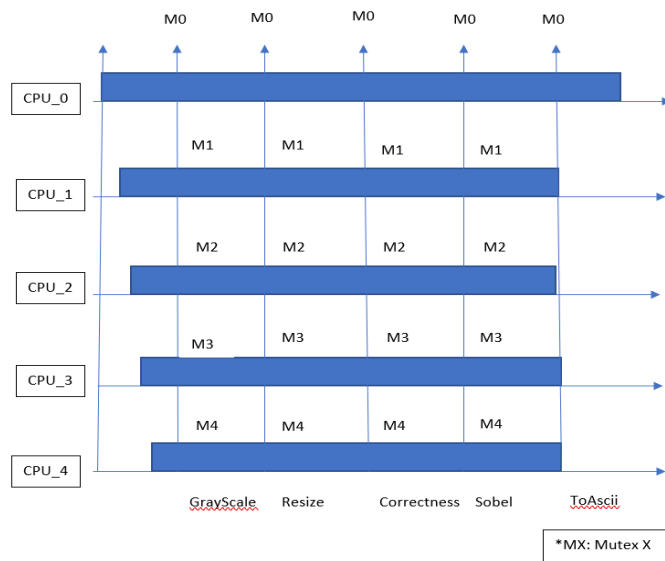 M0 M0 M0 M0 M0
CPU_0
M1 M1 M1 M1
CPU_1
M2 M2 M2 M2
CPU_2
M3 M3 M3 M3
CPU_3
M4 M4 M4 M4
CPU_4
GrayScale Resize Correctness Sobel ToAscii
*MX: Mutex X